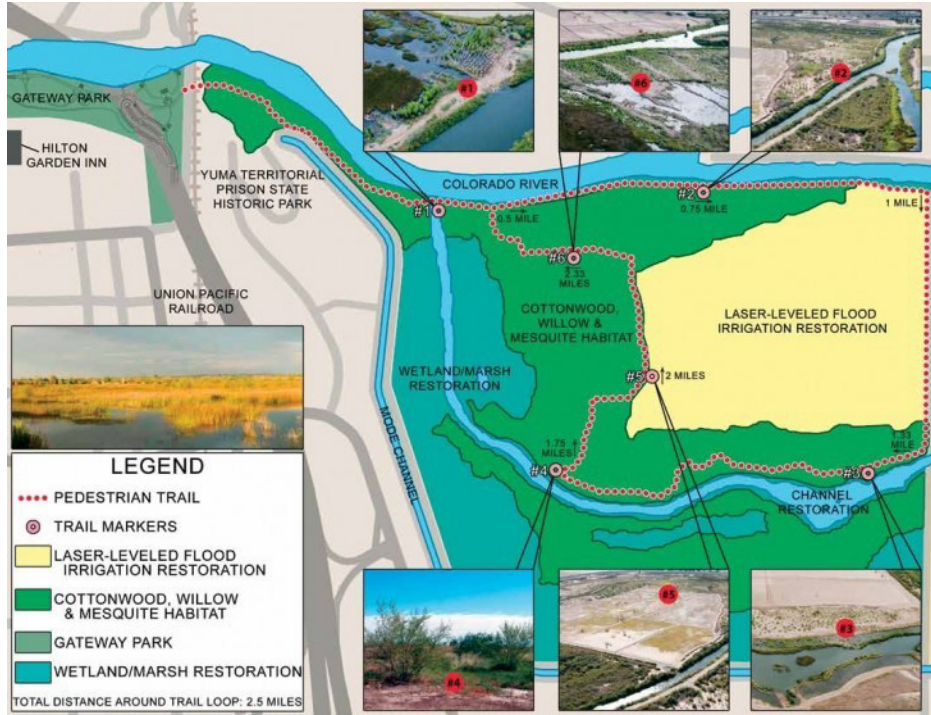 #1
#6
#2
GATEWAY PARK
HILTON
GARDEN INN
YUMA TERRITORIAL
PRISON STATE
HISTORIC PARK
COLORADO RIVER
#1
0.5 MILE
#2
0.75 MILE
1 MILE
#6
2.33
MILES
UNION PACIFIC
RAILROAD
COTTONWOOD,
WILLOW &
MESQUITE HABITAT
LASER-LEVELED FLOOD
IRRIGATION RESTORATION
WETLAND/MARSH
RESTORATION
#5
2 MILES
MODE CHANNEL
1.75
MILES
#4
1.33
MILE
#3
CHANNEL
RESTORATION
LEGEND
PEDESTRIAN TRAIL
TRAIL MARKERS
LASER-LEVELED FLOOD
IRRIGATION RESTORATION
COTTONWOOD, WILLOW
& MESQUITE HABITAT
GATEWAY PARK
WETLAND/MARSH RESTORATION
TOTAL DISTANCE AROUND TRAIL LOOP: 2.5 MILES
#4
#5
#3